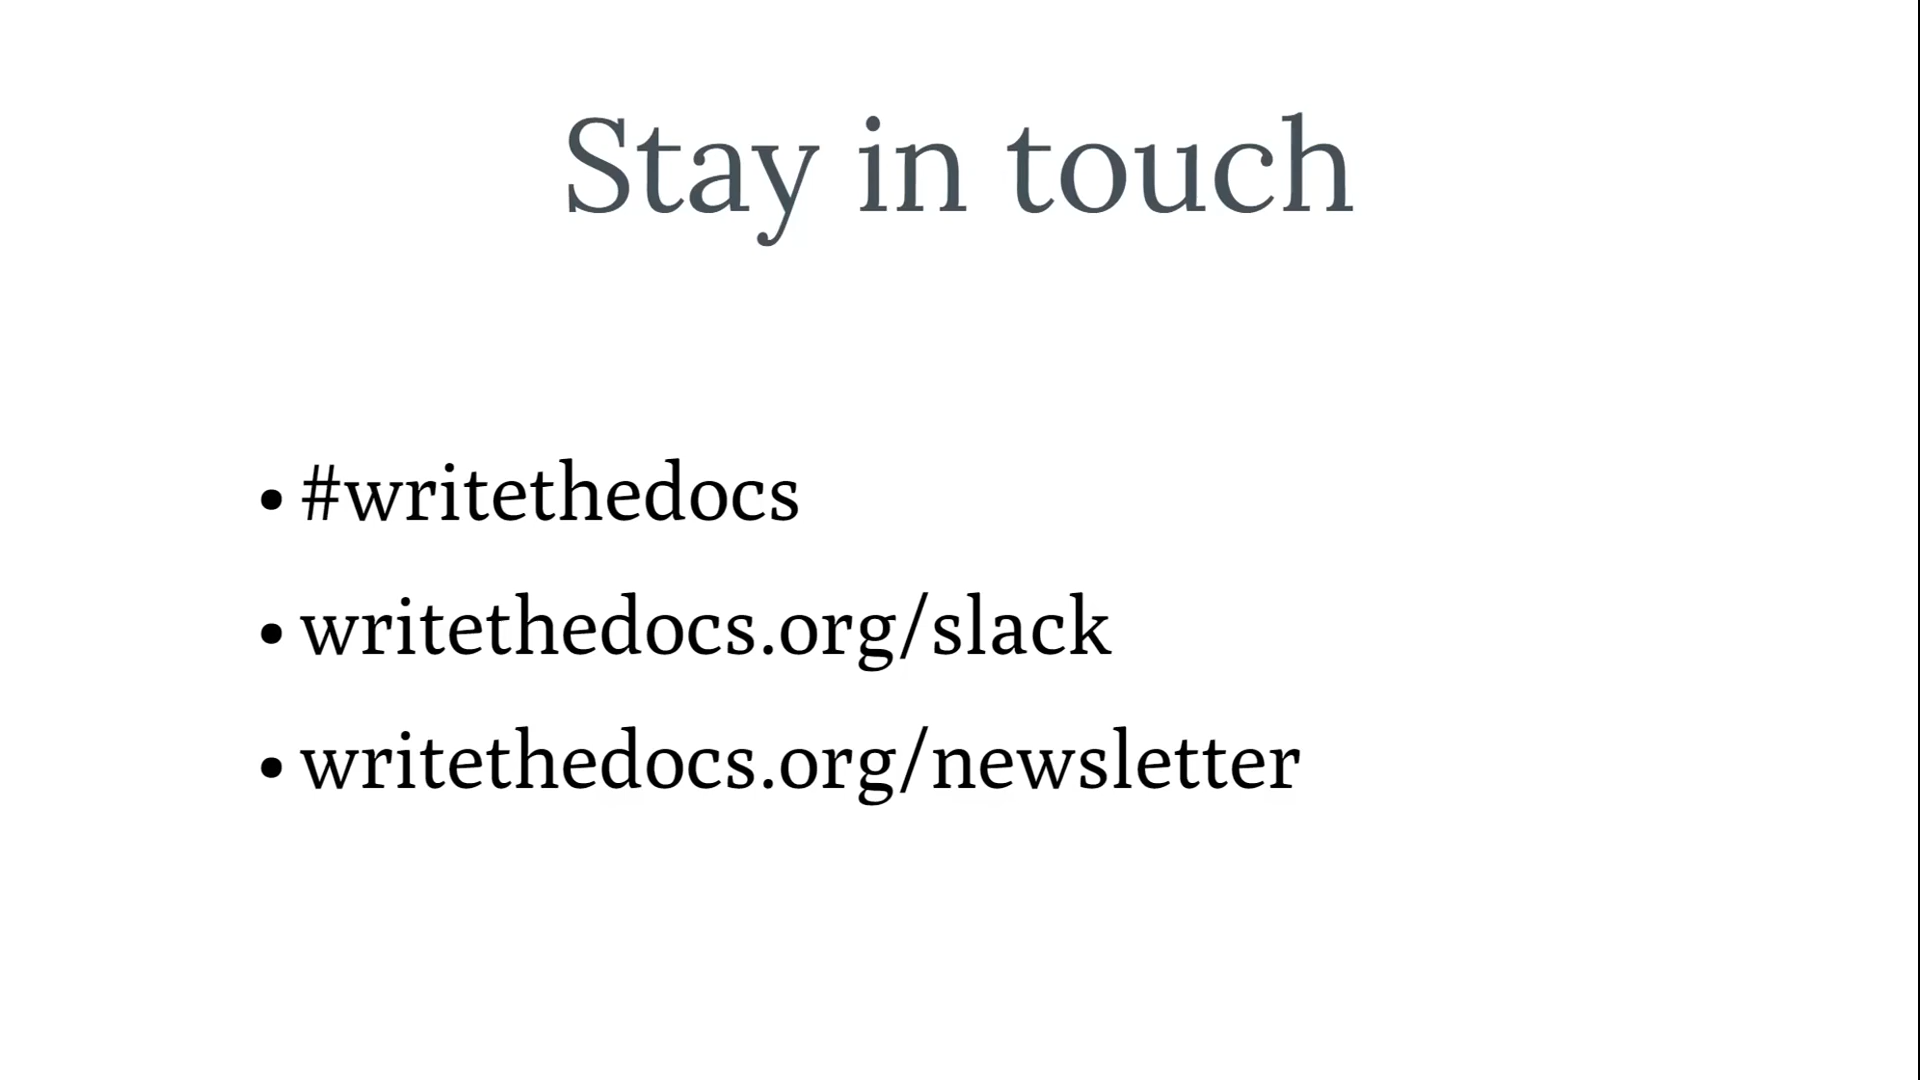 Stay in touch
• #writethedocs
• writethedocs.org/slack
• writethedocs.org/newsletter